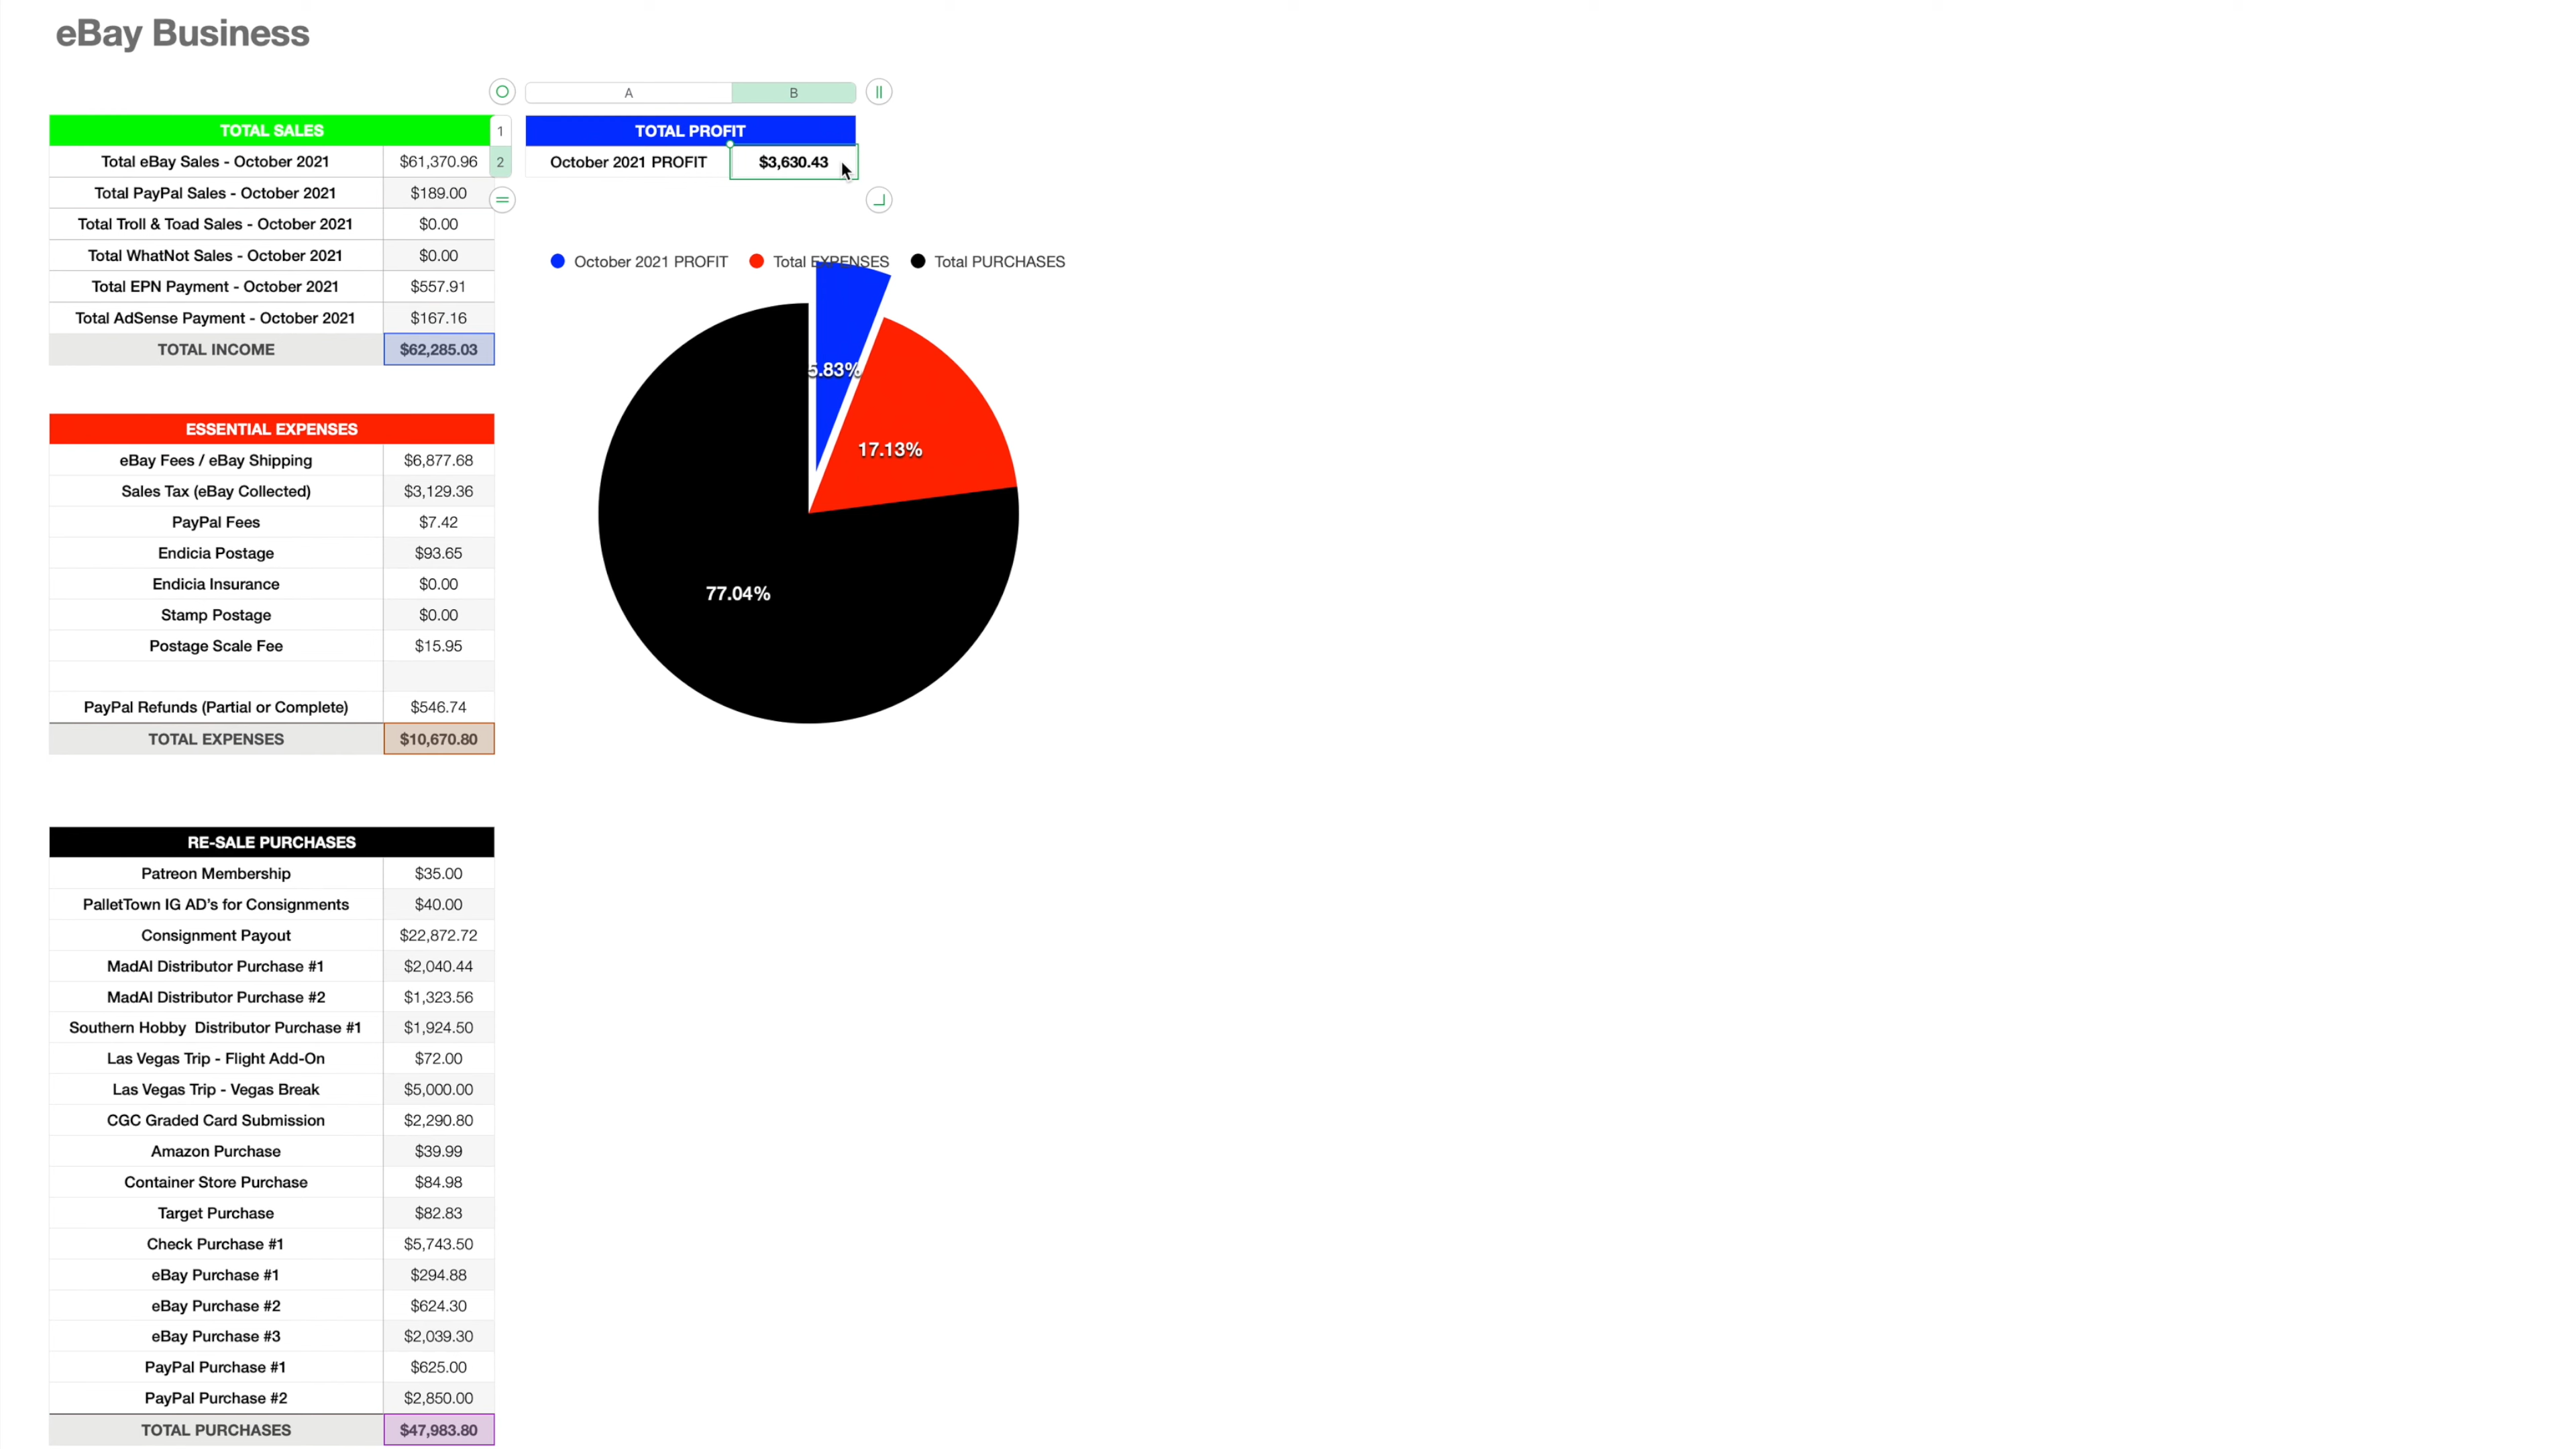 eBay Business
A B
TOTAL SALES
1
Total eBay Sales - October 2021 $61,370.96
2
Total PayPal Sales - October 2021 $189.00
Total Troll & Toad Sales - October 2021 $0.00
Total WhatNot Sales - October 2021 $0.00
Total EPN Payment - October 2021 $557.91
Total AdSense Payment - October 2021 $167.16
TOTAL INCOME $62,285.03
TOTAL PROFIT
October 2021 PROFIT $3,630.43
October 2021 PROFIT Total EXPENSES Total PURCHASES
5.83%
17.13%
77.04%
ESSENTIAL EXPENSES
eBay Fees / eBay Shipping $6,877.68
Sales Tax (eBay Collected) $3,129.36
PayPal Fees $7.42
Endicia Postage $93.65
Endicia Insurance $0.00
Stamp Postage $0.00
Postage Scale Fee $15.95
PayPal Refunds (Partial or Complete) $546.74
TOTAL EXPENSES $10,670.80
RE-SALE PURCHASES
Patreon Membership $35.00
PalletTown IG AD's for Consignments $40.00
Consignment Payout $22,872.72
MadAl Distributor Purchase #1 $2,040.44
MadAl Distributor Purchase #2 $1,323.56
Southern Hobby Distributor Purchase #1 $1,924.50
Las Vegas Trip - Flight Add-On $72.00
Las Vegas Trip - Vegas Break $5,000.00
CGC Graded Card Submission $2,290.80
Amazon Purchase $39.99
Container Store Purchase $84.98
Target Purchase $82.83
Check Purchase #1 $5,743.50
eBay Purchase #1 $294.88
eBay Purchase #2 $624.30
eBay Purchase #3 $2,039.30
PayPal Purchase #1 $625.00
PayPal Purchase #2 $2,850.00
TOTAL PURCHASES $47,983.80